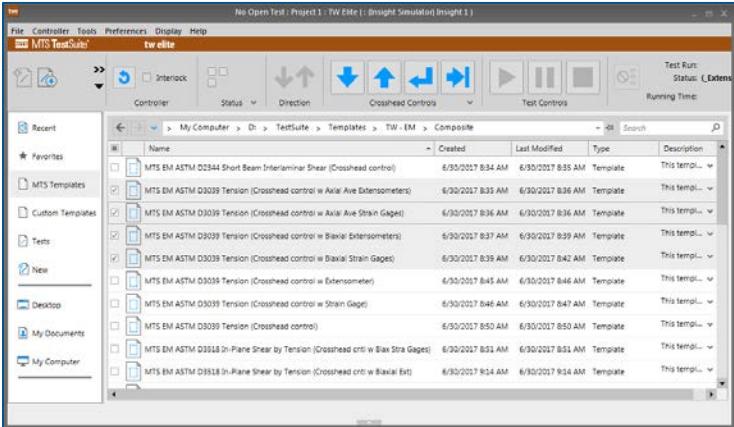 No Open Test : Project 1 : TW Elite ( : (Insight Simulator) Insight 1 )
File Controller Tools Preferences Display Help
MTS TestSuite tw elite
Interlock
Test Run:
Status: (_Extens
Running Time:
Controller Status Direction Crosshead Controls Test Controls
Recent
Favorites
MTS Templates
Custom Templates
Tests
New
Desktop
My Documents
My Computer
> My Computer > D: > TestSuite > Templates > TW - EM > Composite
Search
Name Created Last Modified Type Description
MTS EM ASTM D2344 Short Beam Interlaminar Shear (Crosshead control) 6/30/2017 8:34 AM 6/30/2017 8:35 AM Template This templ...
MTS EM ASTM D3039 Tension (Crosshead control w Axial Ave Extensometers) 6/30/2017 8:35 AM 6/30/2017 8:36 AM Template This templ...
MTS EM ASTM D3039 Tension (Crosshead control w Axial Ave Strain Gages) 6/30/2017 8:36 AM 6/30/2017 8:36 AM Template This templ...
MTS EM ASTM D3039 Tension (Crosshead control w Biaxial Extensometers) 6/30/2017 8:37 AM 6/30/2017 8:39 AM Template This templ...
MTS EM ASTM D3039 Tension (Crosshead control w Biaxial Strain Gages) 6/30/2017 8:39 AM 6/30/2017 8:42 AM Template This templ...
MTS EM ASTM D3039 Tension (Crosshead control w Extensometer) 6/30/2017 8:45 AM 6/30/2017 8:46 AM Template This templ...
MTS EM ASTM D3039 Tension (Crosshead control w Strain Gage) 6/30/2017 8:46 AM 6/30/2017 8:47 AM Template This templ...
MTS EM ASTM D3039 Tension (Crosshead control) 6/30/2017 8:50 AM 6/30/2017 8:50 AM Template This templ...
MTS EM ASTM D3518 In-Plane Shear by Tension (Crosshead cntl w Biax Stra Gages) 6/30/2017 8:51 AM 6/30/2017 8:51 AM Template This templ...
MTS EM ASTM D3518 In-Plane Shear by Tension (Crosshead cntl w Biaxial Ext) 6/30/2017 9:14 AM 6/30/2017 9:14 AM Template This templ...